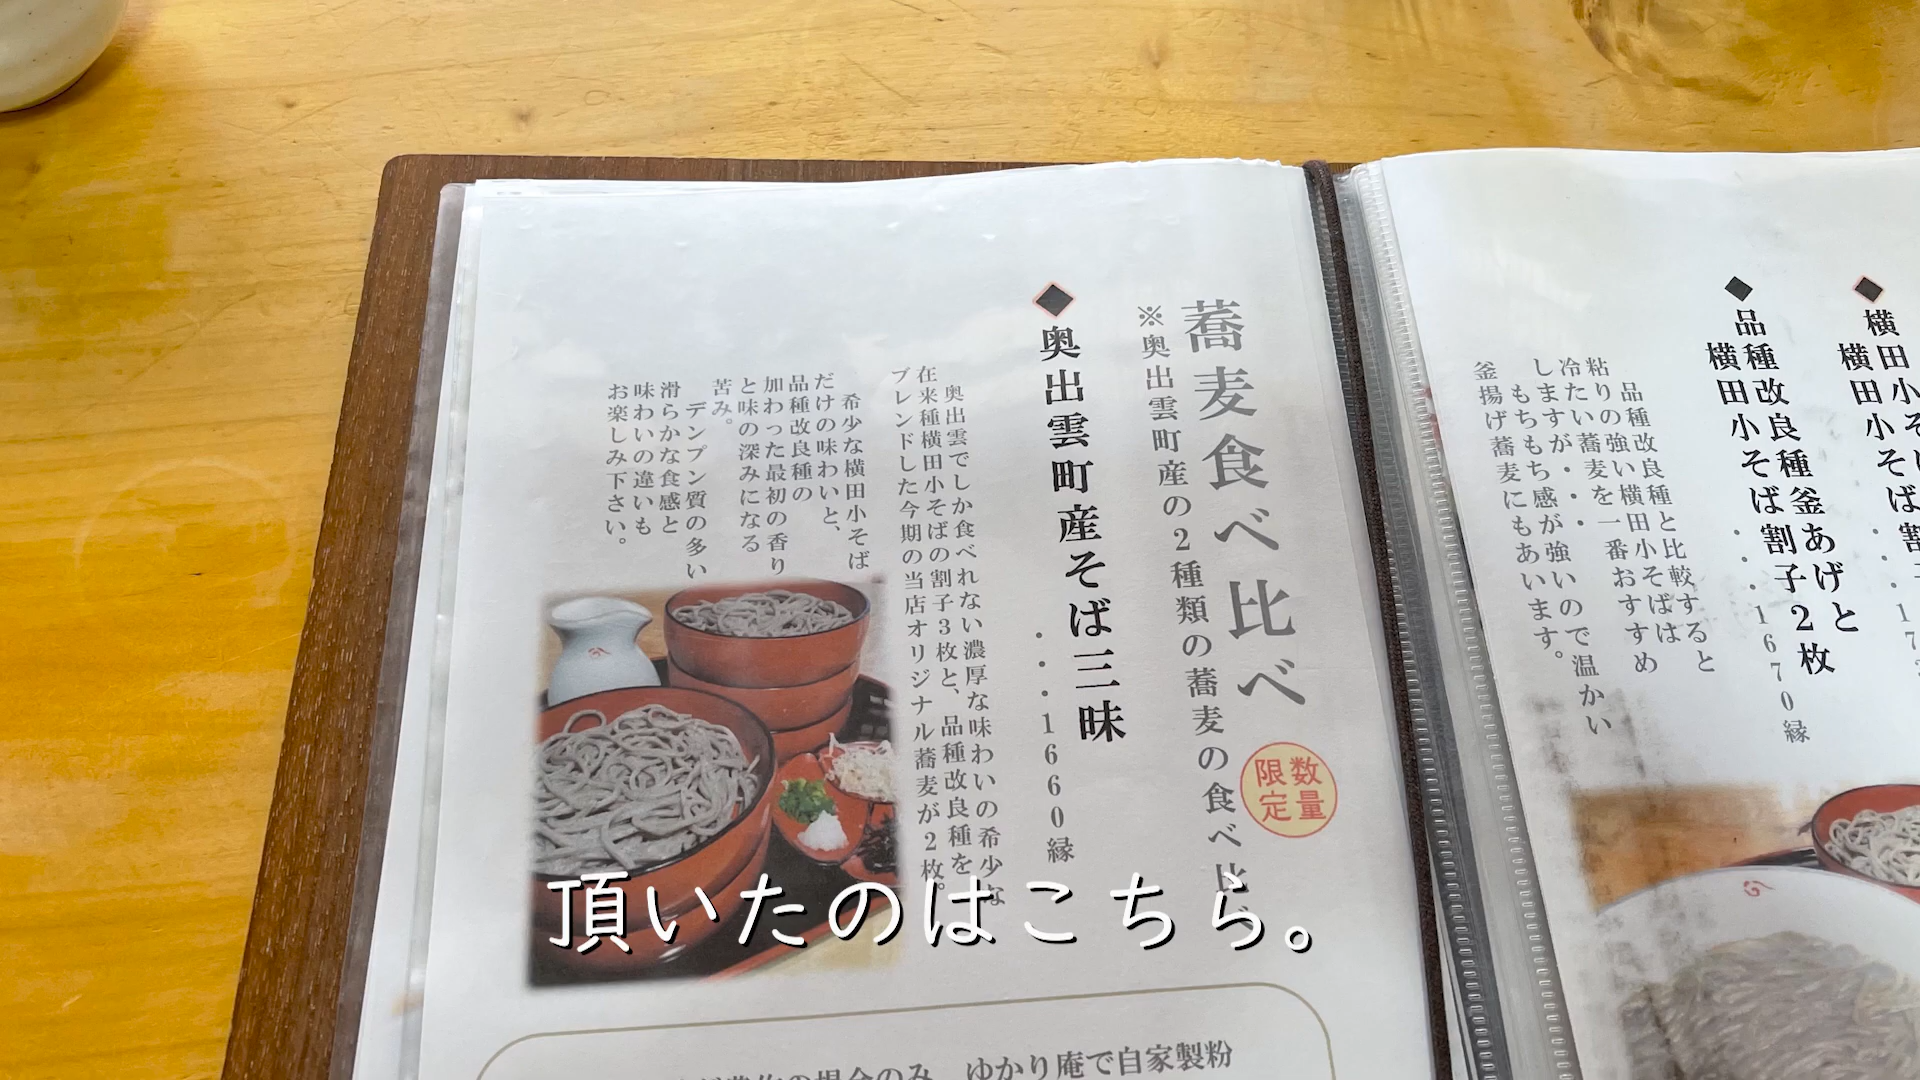 横田小そば割子
横田小そば
・・・17
品種改良種釜あげと
横田小そば割子2枚
・・・1670縁
品種改良種と比較すると
粘りの強い横田小そばは
冷たい蕎麦を一番おすすめ
しますが・・・
もちもち感が強いので温かい
釜揚げ蕎麦にもあいます。
蕎麦食べ比べ
数量
限定
※奥出雲町産の2種類の蕎麦の食べ比べ
奥出雲町産そば三昧
・・・1660縁
奥出雲でしか食べれない濃厚な味わいの希少な
在来種横田小そばの割子3枚と、品種改良種を
ブレンドした今期の当店オリジナル蕎麦が2枚。
希少な横田小そば
だけの味わいと、
品種改良種の
加わった最初の香り
と味の深みになる
苦み。
デンプン質の多い
滑らかな食感と
味わいの違いも
お楽しみ下さい。
頂いたのはこちら。
ゆかり庵で自家製粉